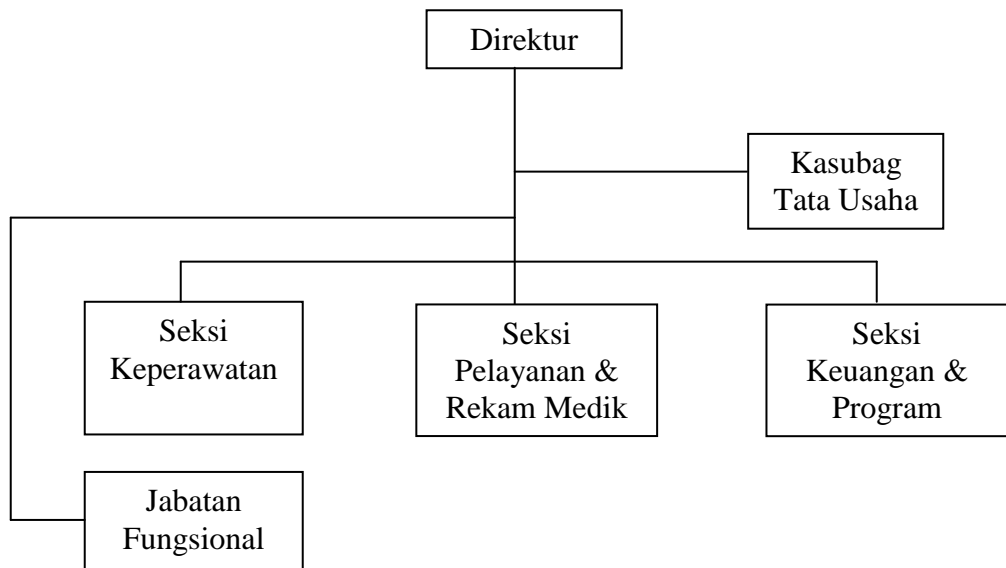 Direktur
Kasubag
Tata Usaha
Seksi
Keperawatan
Seksi
Pelayanan &
Rekam Medik
Seksi
Keuangan &
Program
Jabatan
Fungsional